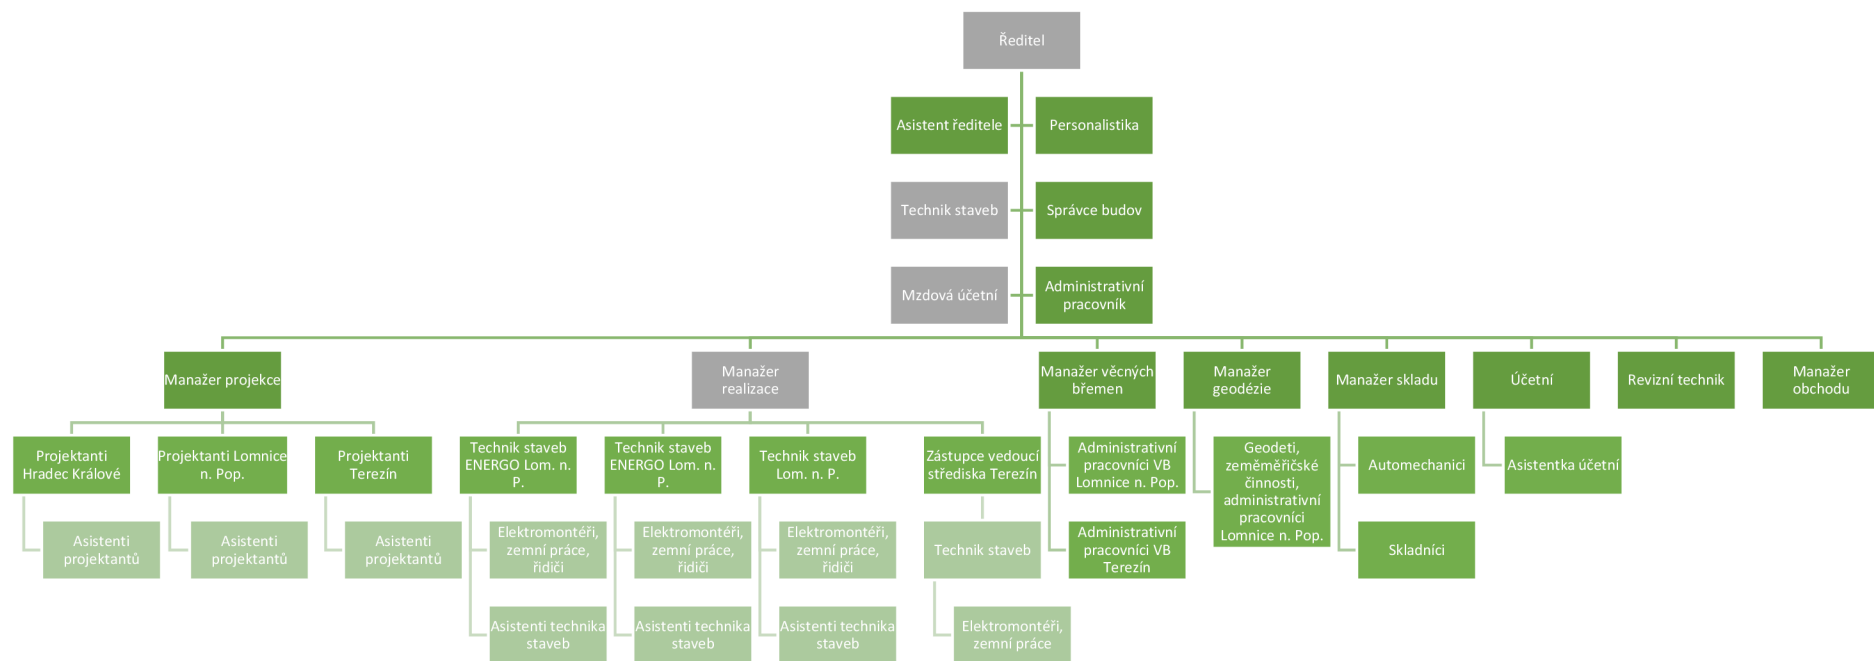 Ředitel
Asistent ředitele
Personalistika
Technik staveb
Správce budov
Mzdová účetní
Administrativní
pracovník
Manažer projekce
Manažer
realizace
Manažer věcných
břemen
Manažer
geodézie
Manažer skladu
Účetní
Revizní technik
Manažer
obchodu
Projektanti
Hradec Králové
Projektanti Lomnice
n. Pop.
Projektanti
Terezín
Technik staveb
ENERGO Lom. n.
P.
Technik staveb
ENERGO Lom. n.
P.
Technik staveb
Lom. n. P.
Zástupce vedoucí
střediska Terezín
Administrativní
pracovníci VB
Lomnice n. Pop.
Geodeti,
zeměměřičské
činnosti,
administrativní
pracovníci
Lomnice n. Pop.
Automechanici
Asistentka účetní
Asistenti
projektantů
Asistenti
projektantů
Asistenti
projektantů
Elektromontéři,
zemní práce,
řidiči
Elektromontéři,
zemní práce,
řidiči
Elektromontéři,
zemní práce,
řidiči
Technik staveb
Administrativní
pracovníci VB
Terezín
Skladníci
Asistenti technika
staveb
Asistenti technika
staveb
Asistenti technika
staveb
Elektromontéři,
zemní práce